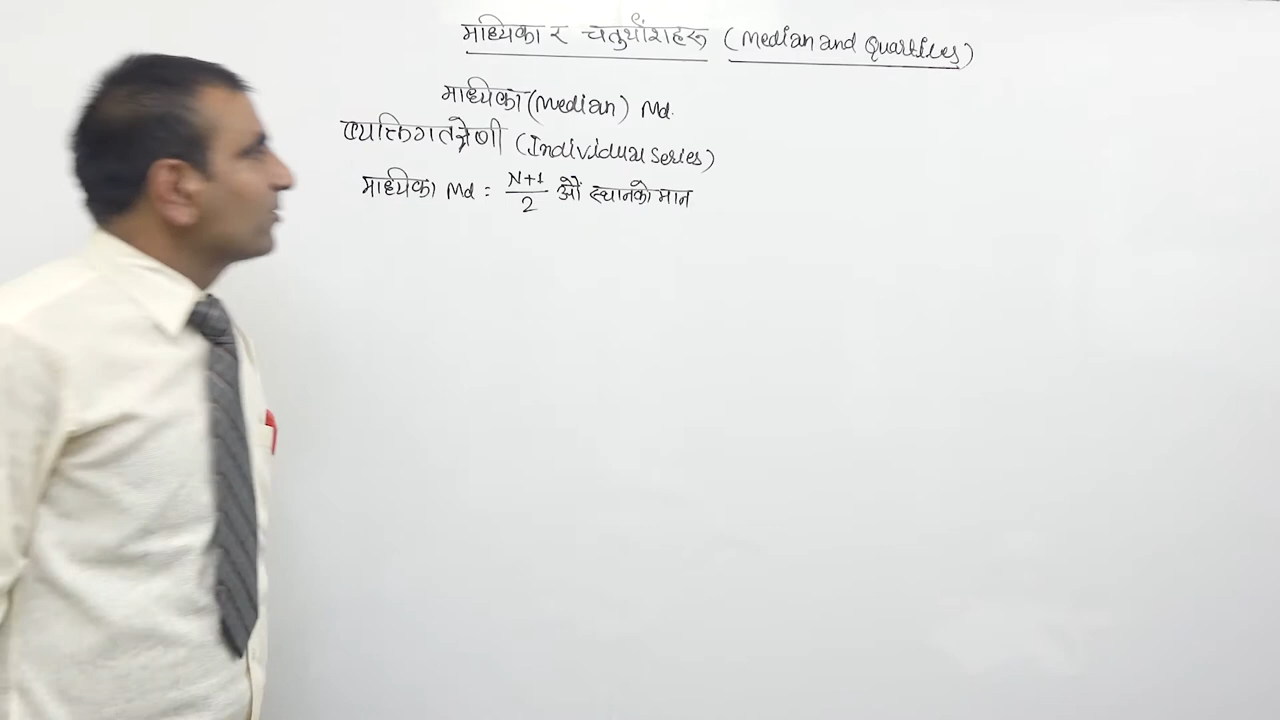 माध्यिका र चतुर्थांशहरू (Median and Quartiles)
माध्यिका (Median) Md.
व्यक्तिगत श्रेणी (Individual Series)
माध्यिका Md = N+1/2 औं स्थानको मान